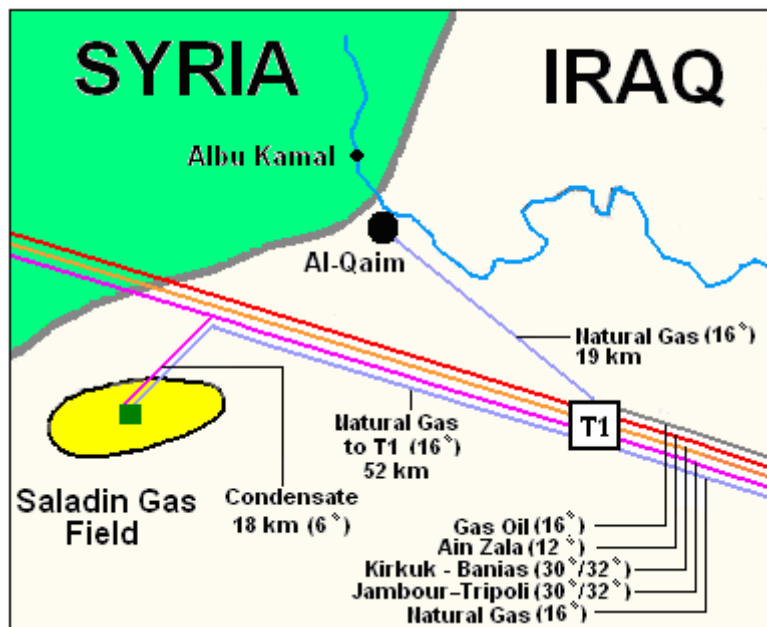 SYRIA
IRAQ
Albu Kamal
Al-Qaim
Natural Gas (16")
19 km
T1
Natural Gas
to T1 (16")
52 km
Saladin Gas
Field
Condensate
18 km (6")
Gas Oil (16")
Ain Zala (12")
Kirkuk - Banias (30"/32")
Jambour-Tripoli (30"/32")
Natural Gas (16")